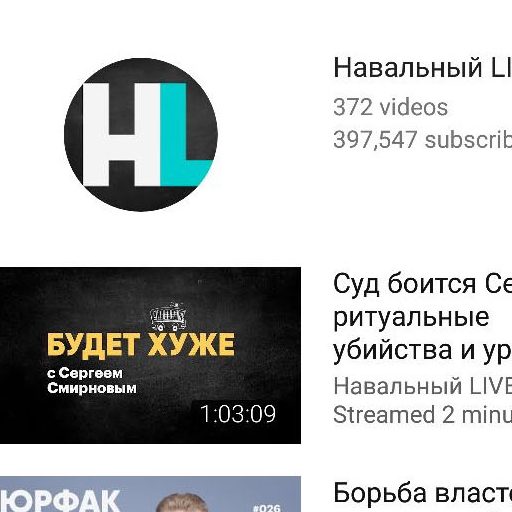 Навальный LI
372 videos
397,547 subscrib
HL
Суд боится Се
ритуальные
убийства и ур
Навальный LIVE
Streamed 2 minu
БУДЕТ ХУЖЕ
с Сергеем
Смирновым
1:03:09
Борьба власт
ЮРФАК
#026